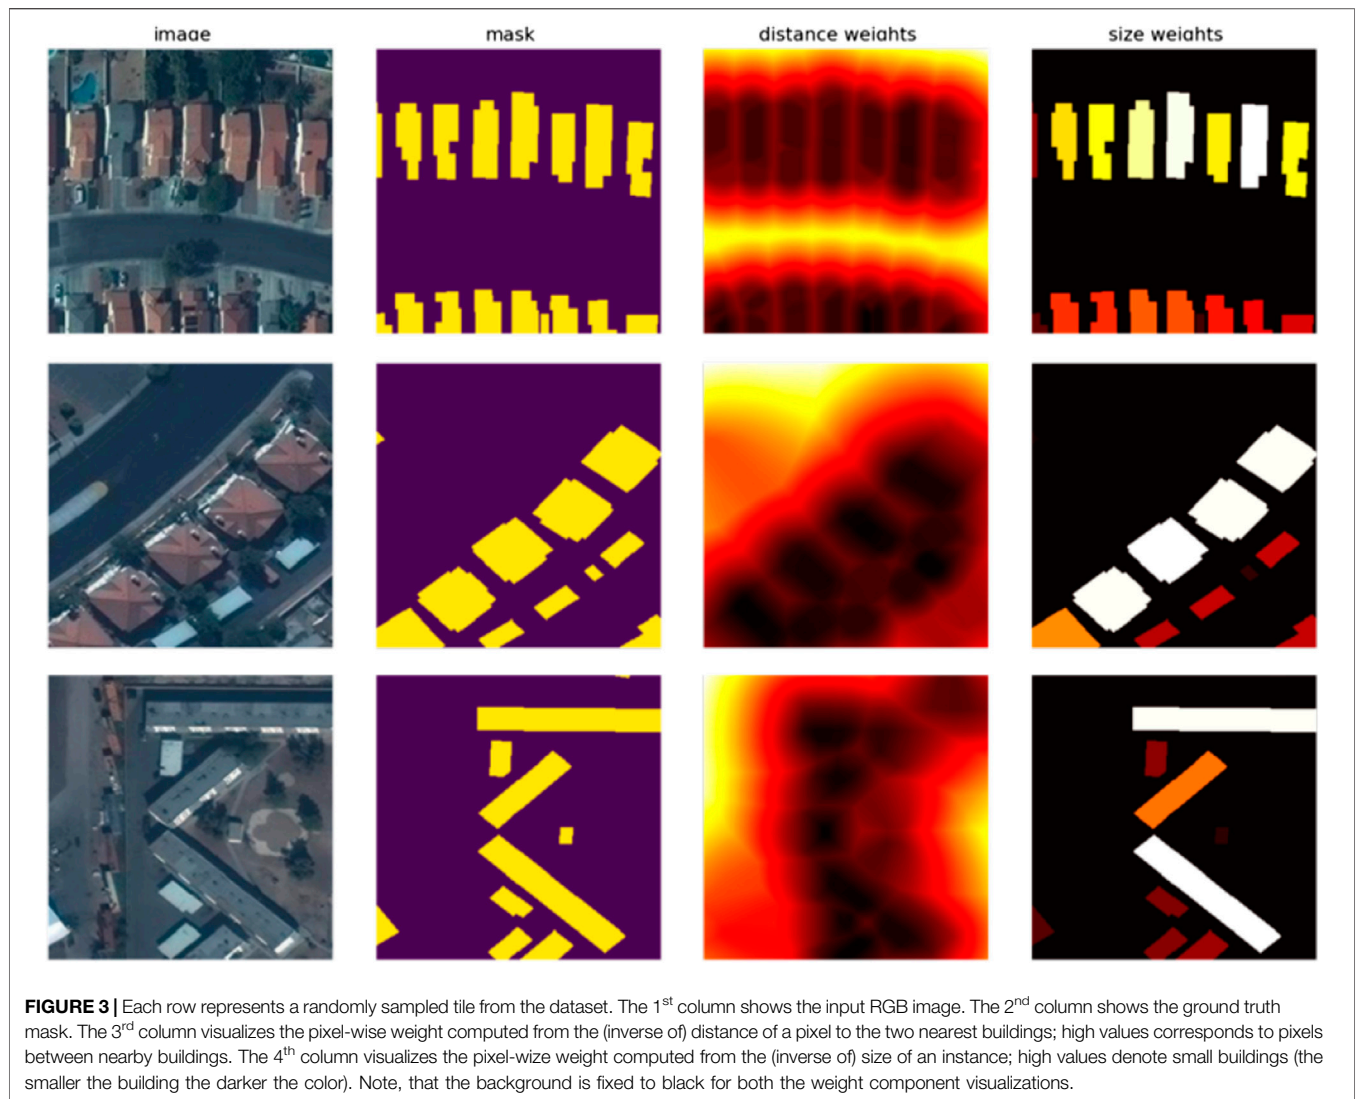 image mask distance weights size weights
FIGURE 3 | Each row represents a randomly sampled tile from the dataset. The 1st column shows the input RGB image. The 2nd column shows the ground truth
mask. The 3rd column visualizes the pixel-wise weight computed from the (inverse of) distance of a pixel to the two nearest buildings; high values corresponds to pixels
between nearby buildings. The 4th column visualizes the pixel-wize weight computed from the (inverse of) size of an instance; high values denote small buildings (the
smaller the building the darker the color). Note, that the background is fixed to black for both the weight component visualizations.